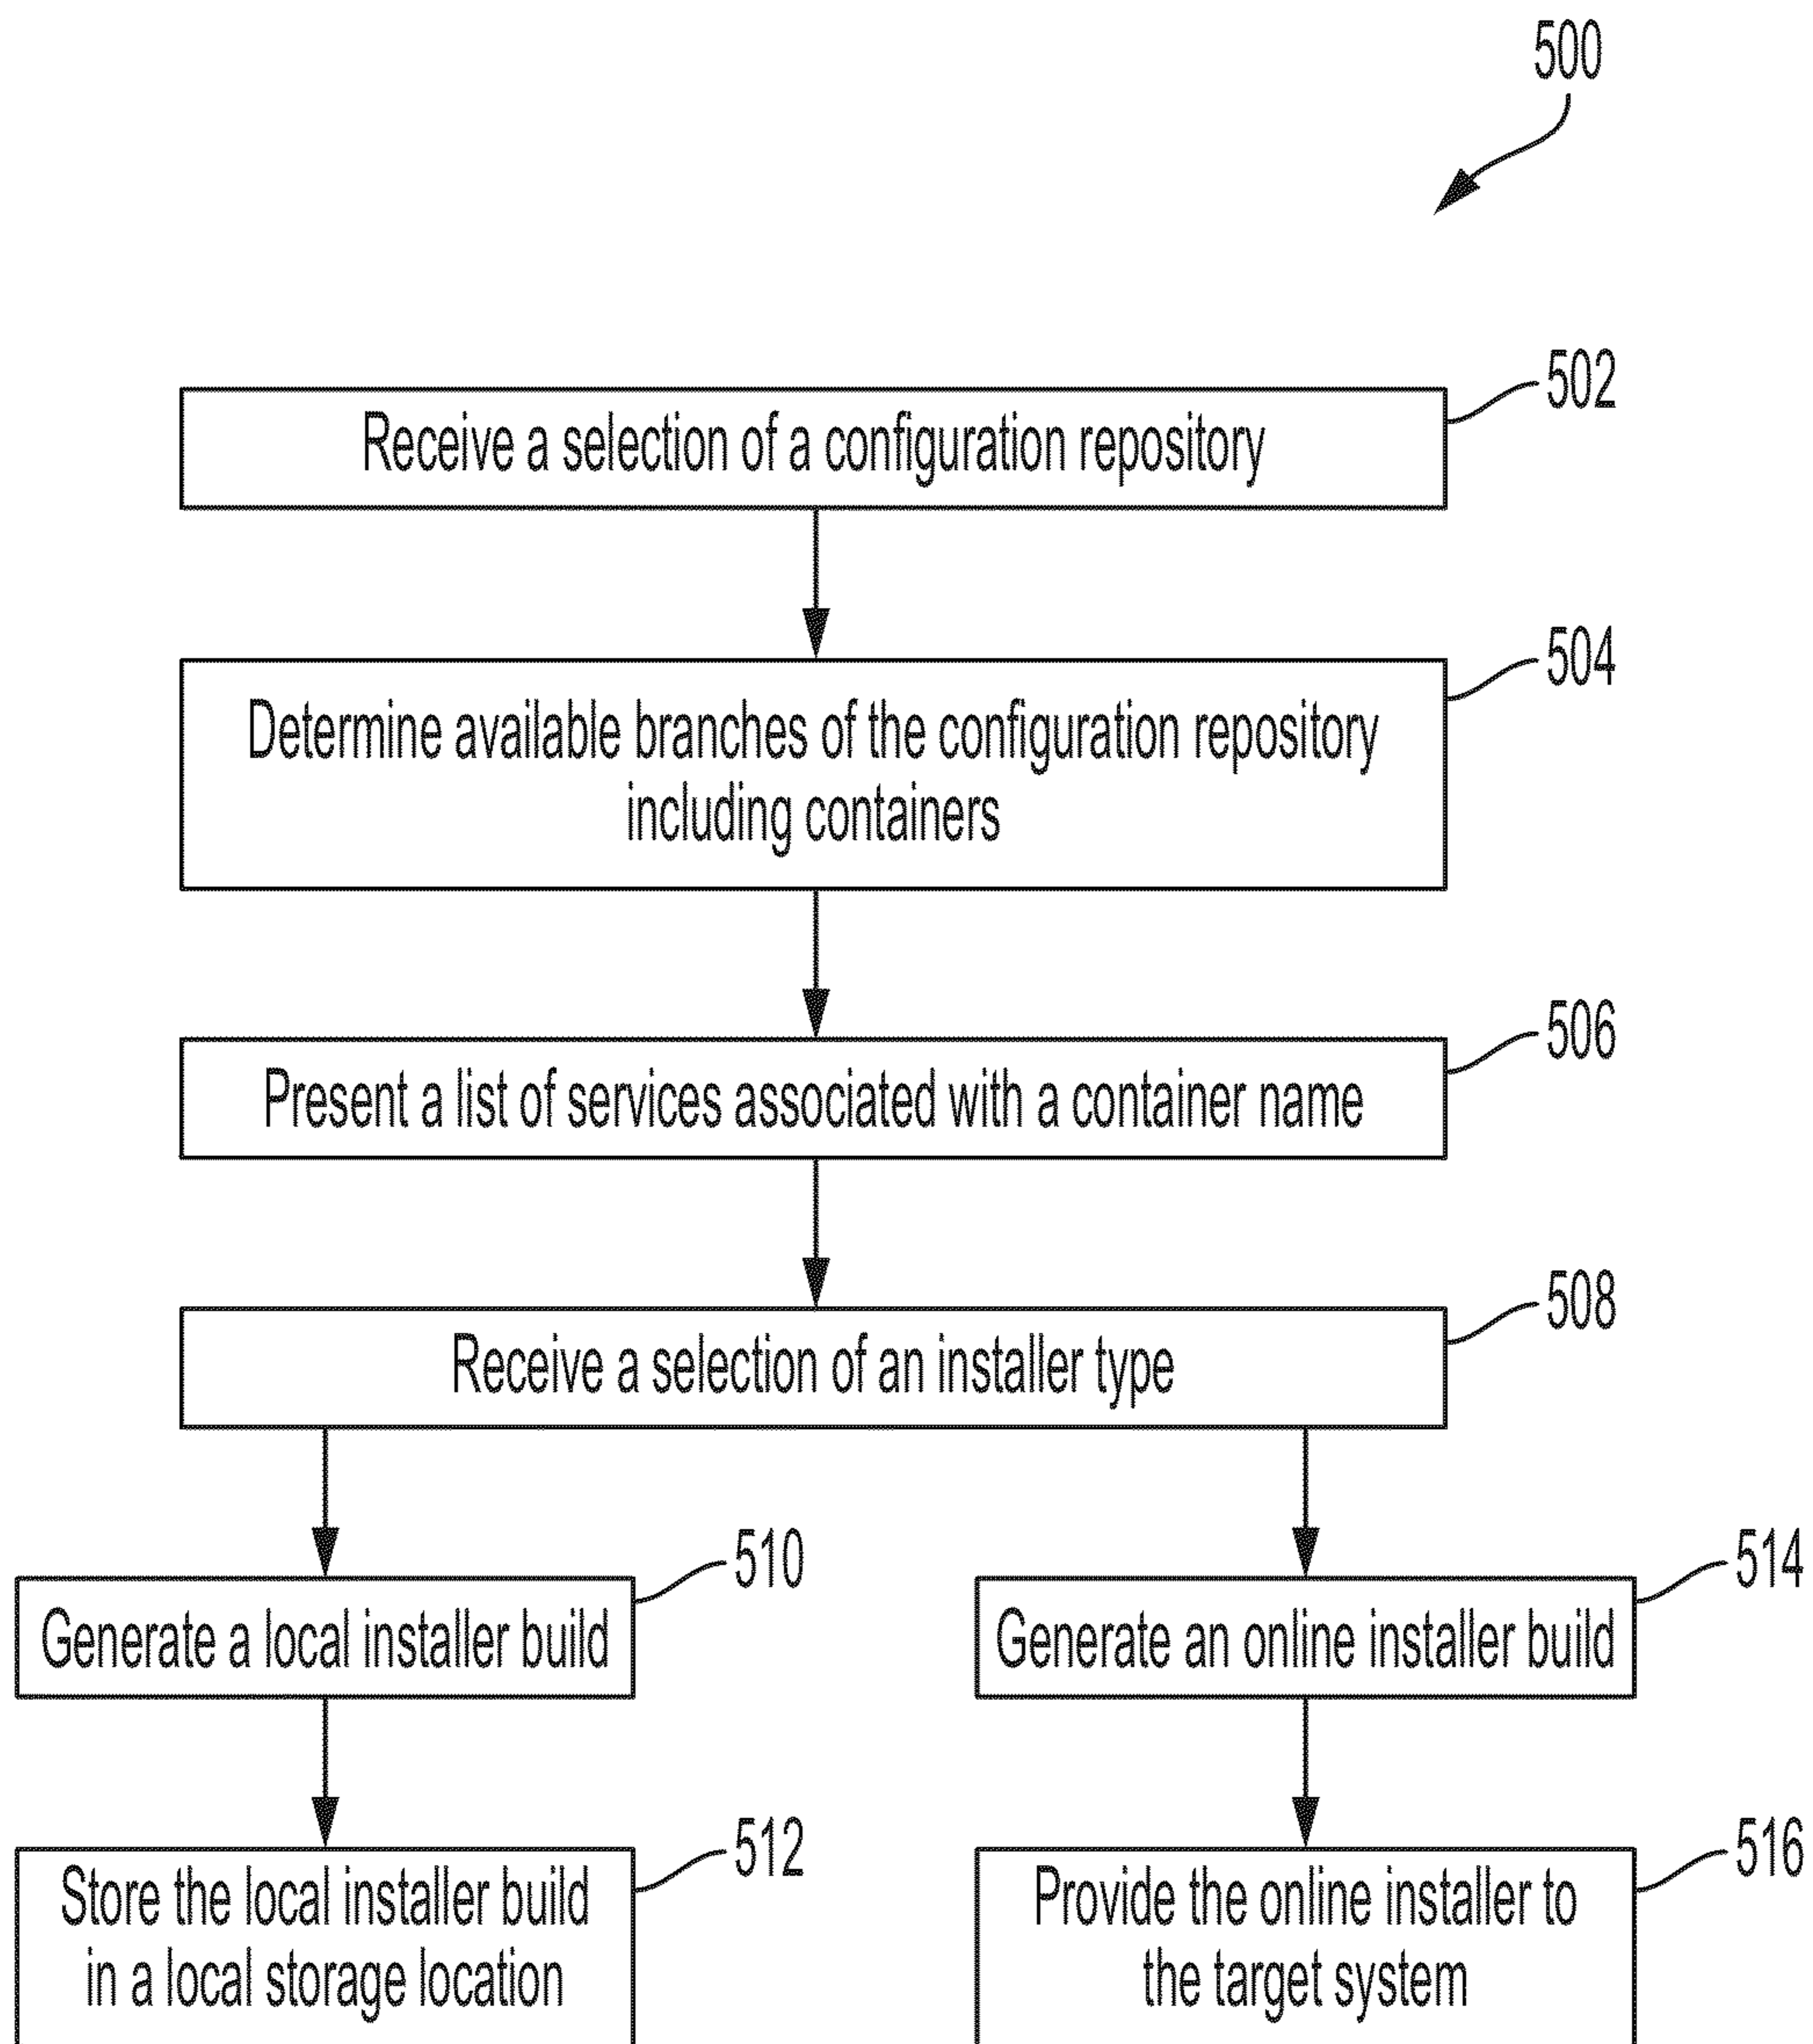 500
502
Receive a selection of a configuration repository
504
Determine available branches of the configuration repository
including containers
506
Present a list of services associated with a container name
508
Receive a selection of an installer type
510
Generate a local installer build
514
Generate an online installer build
512
Store the local installer build
in a local storage location
516
Provide the online installer to
the target system